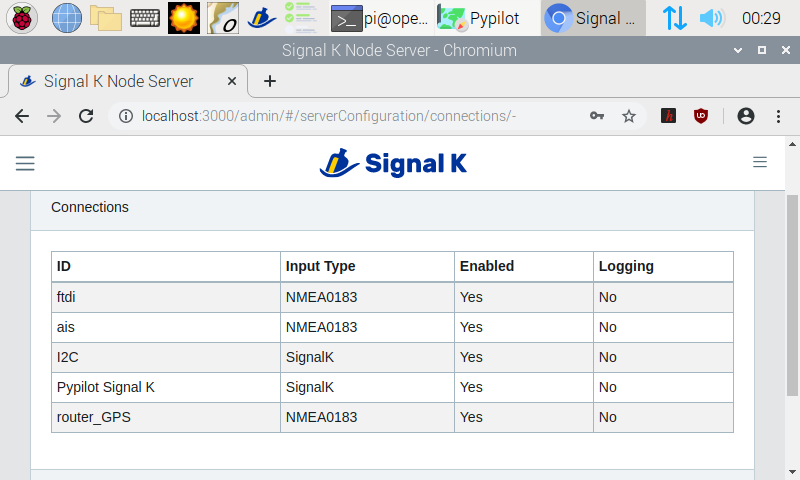 pi@ope... Pypilot Signal ... 00:29
Signal K Node Server - Chromium
Signal K Node Server
localhost:3000/admin/#/serverConfiguration/connections/-
Signal K
Connections
ID Input Type Enabled Logging
ftdi NMEA0183 Yes No
ais NMEA0183 Yes No
I2C SignalK Yes No
Pypilot Signal K SignalK Yes No
router_GPS NMEA0183 Yes No